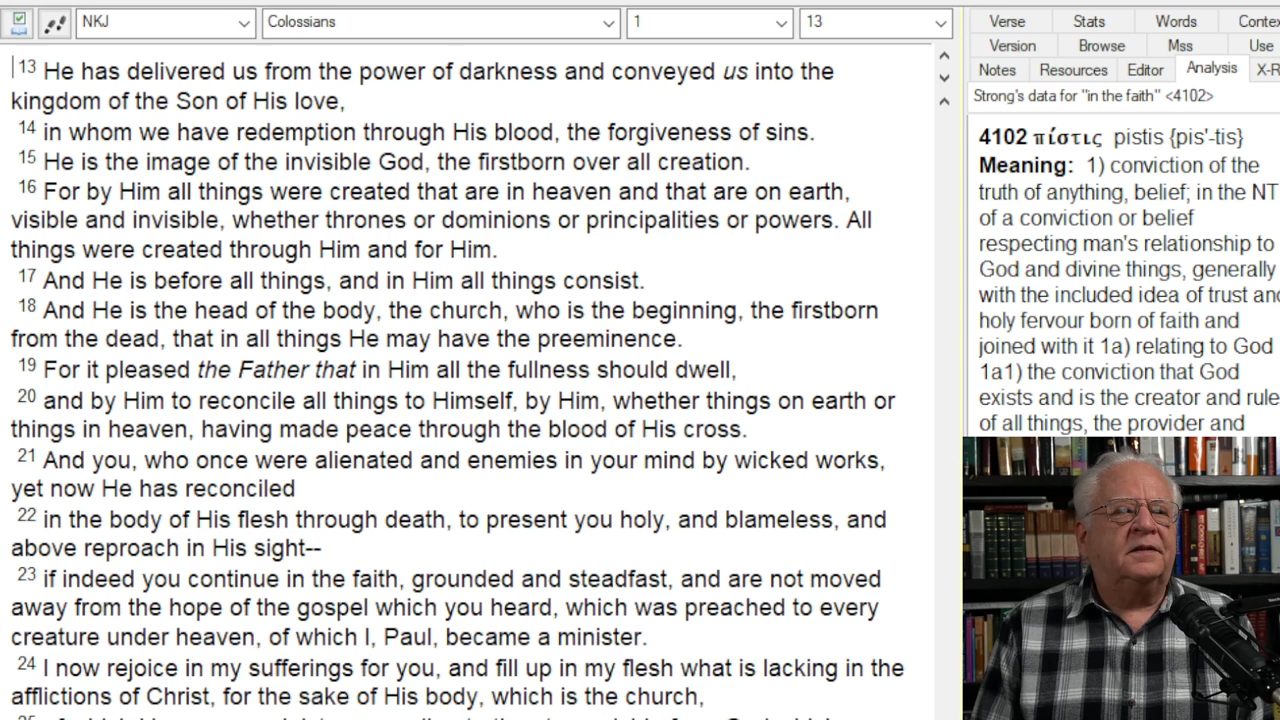 NKJ Colossians 1 13
13 He has delivered us from the power of darkness and conveyed us into the
kingdom of the Son of His love,
14 in whom we have redemption through His blood, the forgiveness of sins.
15 He is the image of the invisible God, the firstborn over all creation.
16 For by Him all things were created that are in heaven and that are on earth,
visible and invisible, whether thrones or dominions or principalities or powers. All
things were created through Him and for Him.
17 And He is before all things, and in Him all things consist.
18 And He is the head of the body, the church, who is the beginning, the firstborn
from the dead, that in all things He may have the preeminence.
19 For it pleased the Father that in Him all the fullness should dwell,
20 and by Him to reconcile all things to Himself, by Him, whether things on earth or
things in heaven, having made peace through the blood of His cross.
21 And you, who once were alienated and enemies in your mind by wicked works,
yet now He has reconciled
22 in the body of His flesh through death, to present you holy, and blameless, and
above reproach in His sight--
23 if indeed you continue in the faith, grounded and steadfast, and are not moved
away from the hope of the gospel which you heard, which was preached to every
creature under heaven, of which I, Paul, became a minister.
24 I now rejoice in my sufferings for you, and fill up in my flesh what is lacking in the
afflictions of Christ, for the sake of His body, which is the church,
Verse Stats Words Contex
Version Browse Mss Use
Notes Resources Editor Analysis X-R
Strong's data for "in the faith" <4102>
4102 πίστις pistis {pis'-tis}
Meaning: 1) conviction of the
truth of anything, belief; in the NT
of a conviction or belief
respecting man's relationship to
God and divine things, generally
with the included idea of trust and
holy fervour born of faith and
joined with it 1a) relating to God
1a1) the conviction that God
exists and is the creator and rule
of all things, the provider and